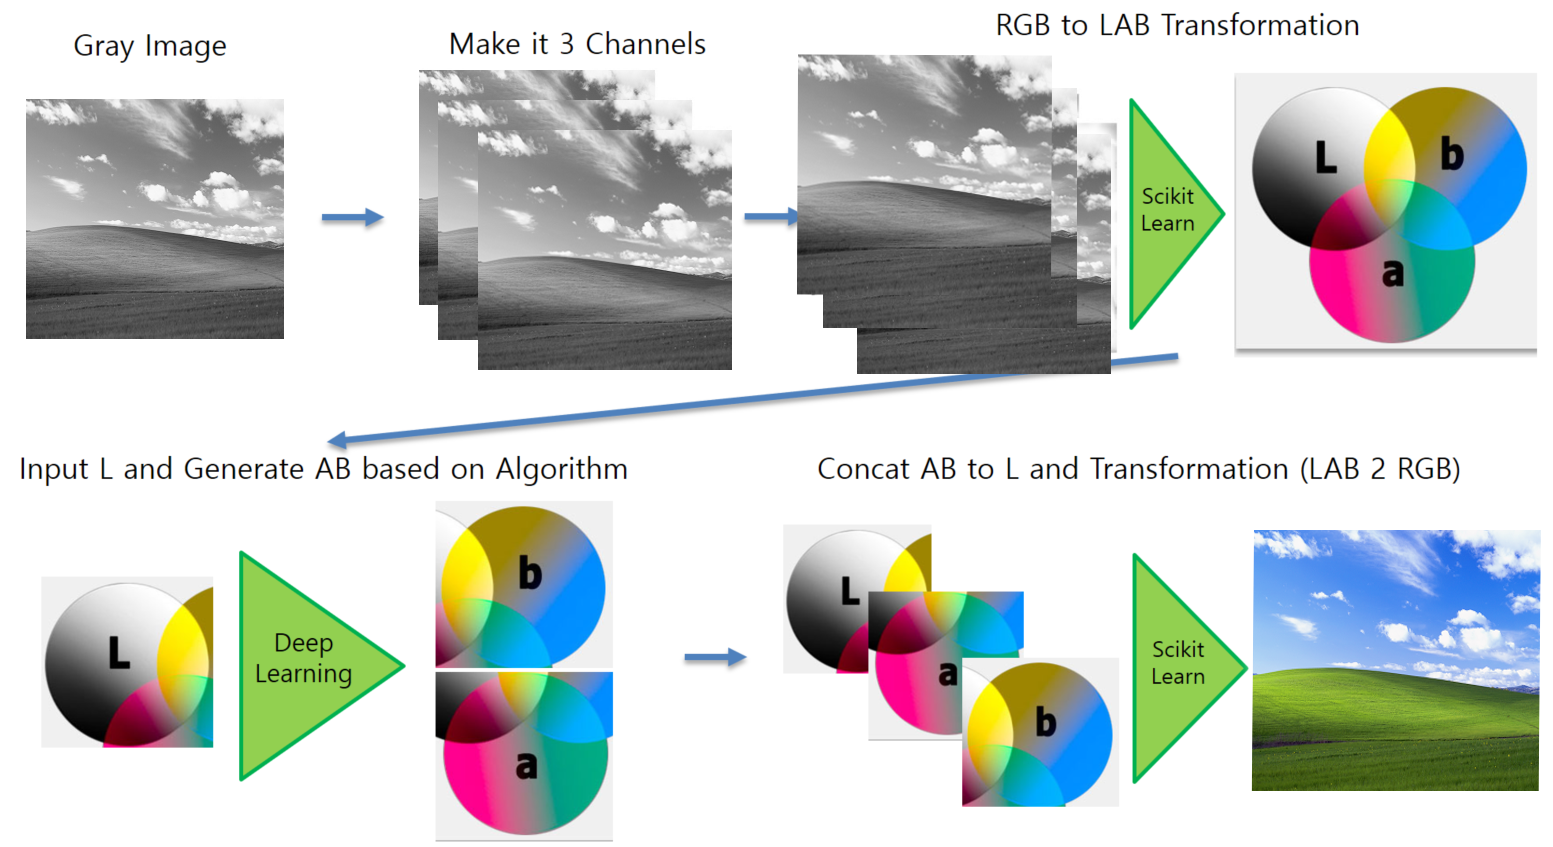 Gray Image
Make it 3 Channels
RGB to LAB Transformation
Scikit
Learn
L
b
a
Input L and Generate AB based on Algorithm
L
Deep
Learning
b
a
Concat AB to L and Transformation (LAB 2 RGB)
L
a
b
Scikit
Learn